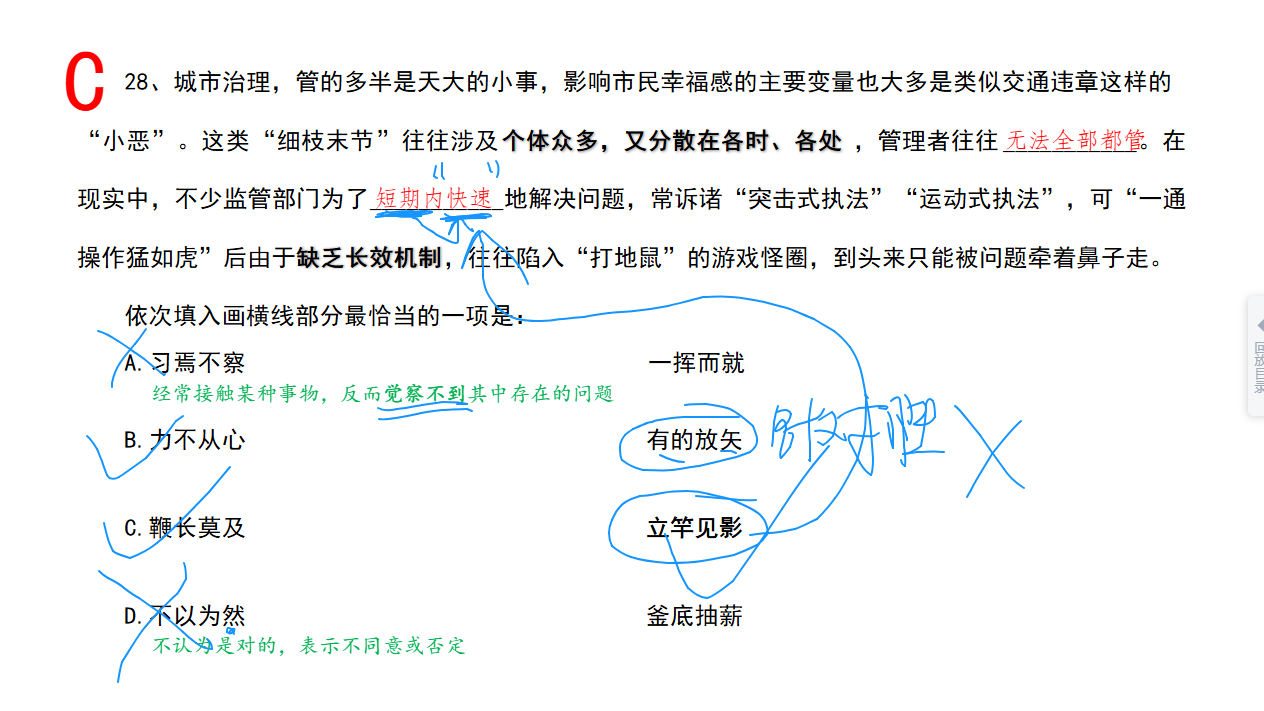 C
28、城市治理，管的多半是天大的小事，影响市民幸福感的主要变量也大多是类似交通违章这样的
“小恶”。这类“细枝末节”往往涉及个体众多，又分散在各时、各处，管理者往往无法全部都管。在
现实中，不少监管部门为了短期内快速地解决问题，常诉诸“突击式执法”“运动式执法”，可“一通
操作猛如虎”后由于缺乏长效机制，往往陷入“打地鼠”的游戏怪圈，到头来只能被问题牵着鼻子走。
依次填入画横线部分最恰当的一项是：
A. 习焉不察 一挥而就
经常接触某种事物，反而觉察不到其中存在的问题
B. 力不从心 有的放矢
C. 鞭长莫及 立竿见影
D. 不以为然 釜底抽薪
不认为是对的，表示不同意或否定
回放目录